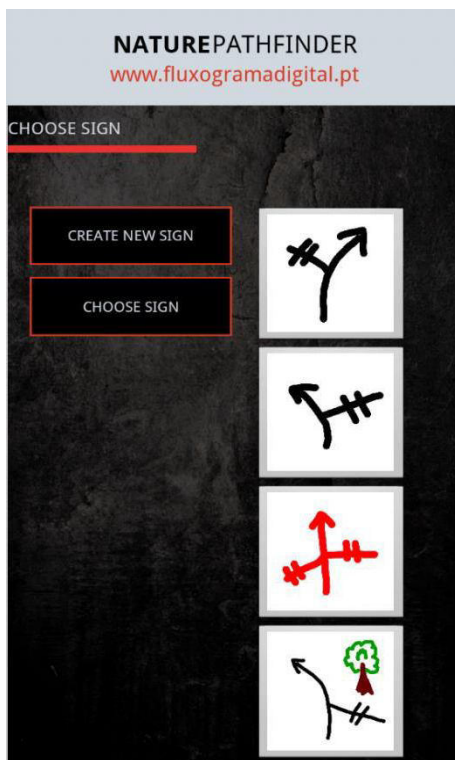 NATUREPATHFINDER
www.fluxogramadigital.pt
CHOOSE SIGN
CREATE NEW SIGN
CHOOSE SIGN